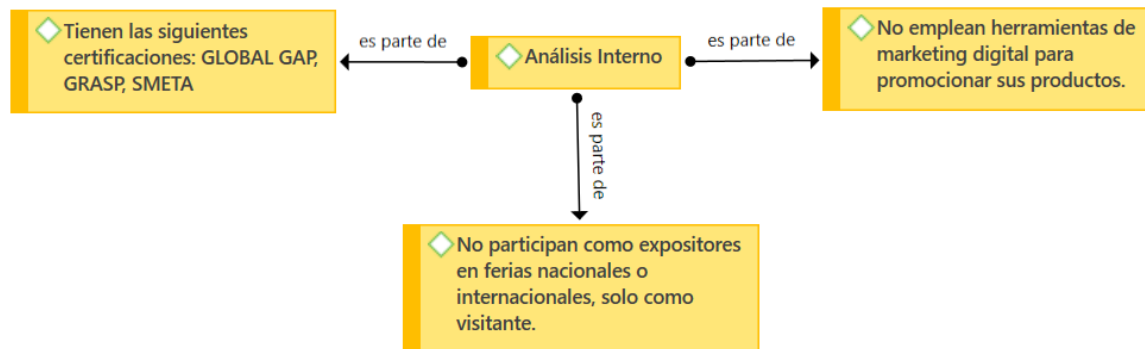 Tienen las siguientes
certificaciones: GLOBAL GAP,
GRASP, SMETA
es parte de
Análisis Interno
es parte de
No emplean herramientas de
marketing digital para
promocionar sus productos.
es parte de
No participan como expositores
en ferias nacionales o
internacionales, solo como
visitante.